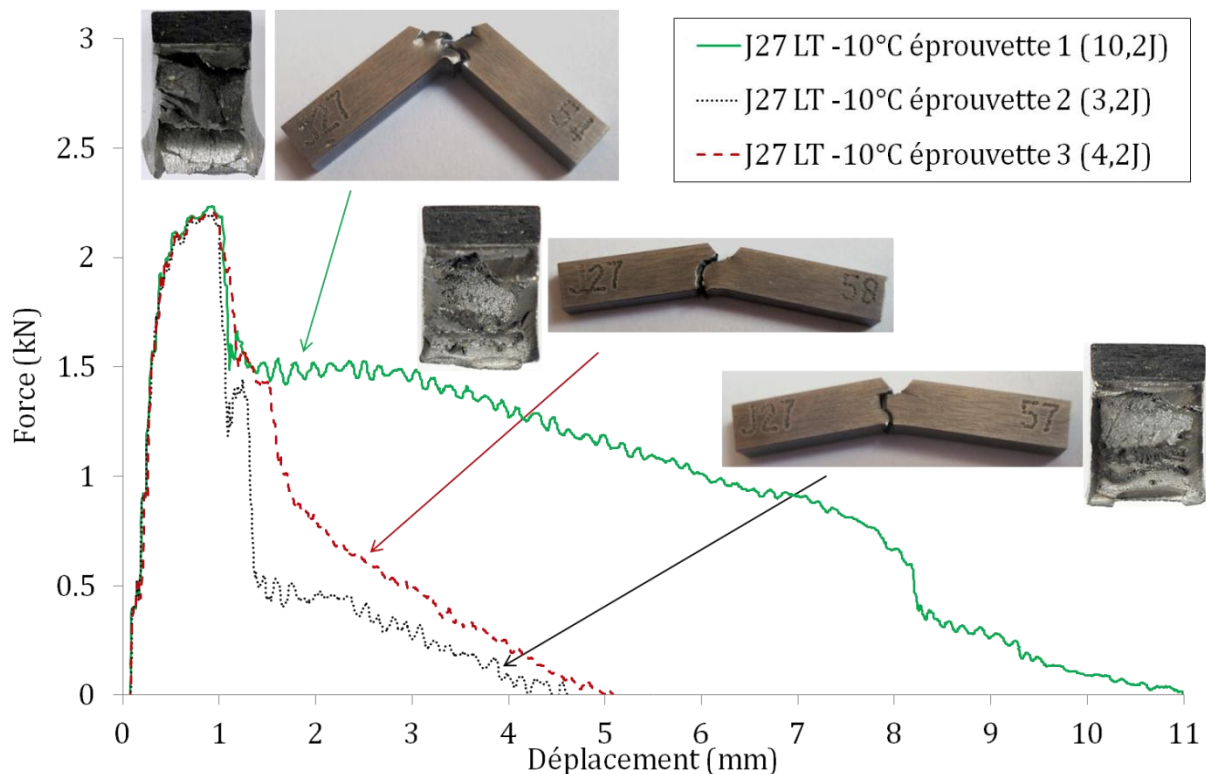 J27 LT -10°C éprouvette 1 (10,2J)
J27 LT -10°C éprouvette 2 (3,2J)
J27 LT -10°C éprouvette 3 (4,2J)
J27
J27
58
J27
57
Force (kN)
3
2.5
2
1.5
1
0.5
0
0 1 2 3 4 5 6 7 8 9 10 11
Déplacement (mm)